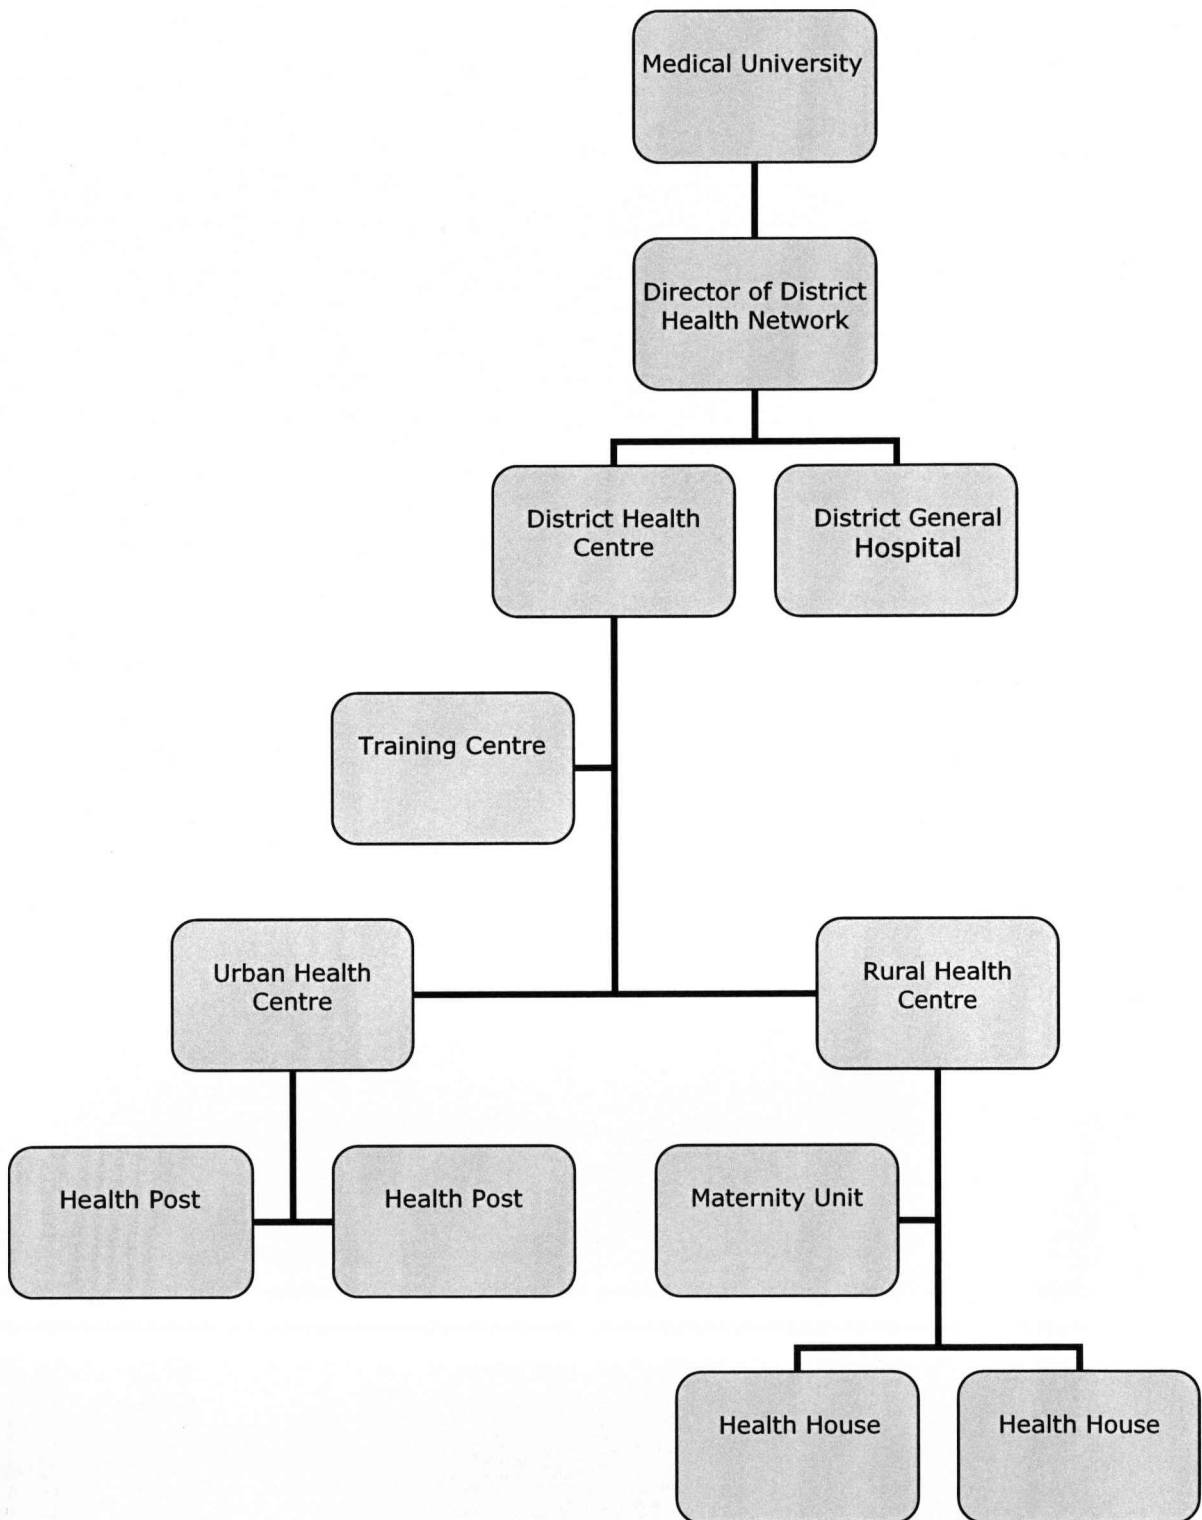 Medical University
Director of District
Health Network
District Health
Centre
District General
Hospital
Training Centre
Urban Health
Centre
Rural Health
Centre
Health Post
Health Post
Maternity Unit
Health House
Health House